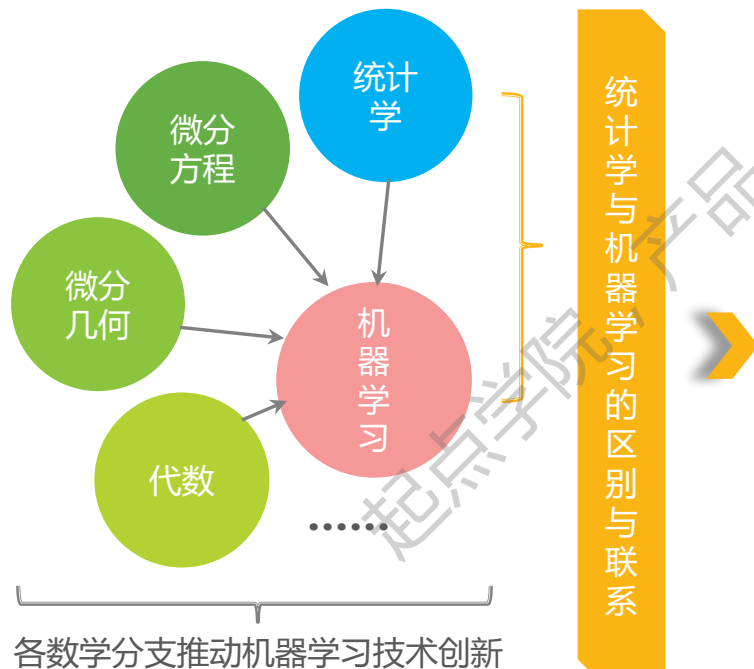 统计
学
微分
方程
微分
几何
机
器
学
习
代数
......
各数学分支推动机器学习技术创新
统计学与机器学习的区别与联系
起点学院，产品